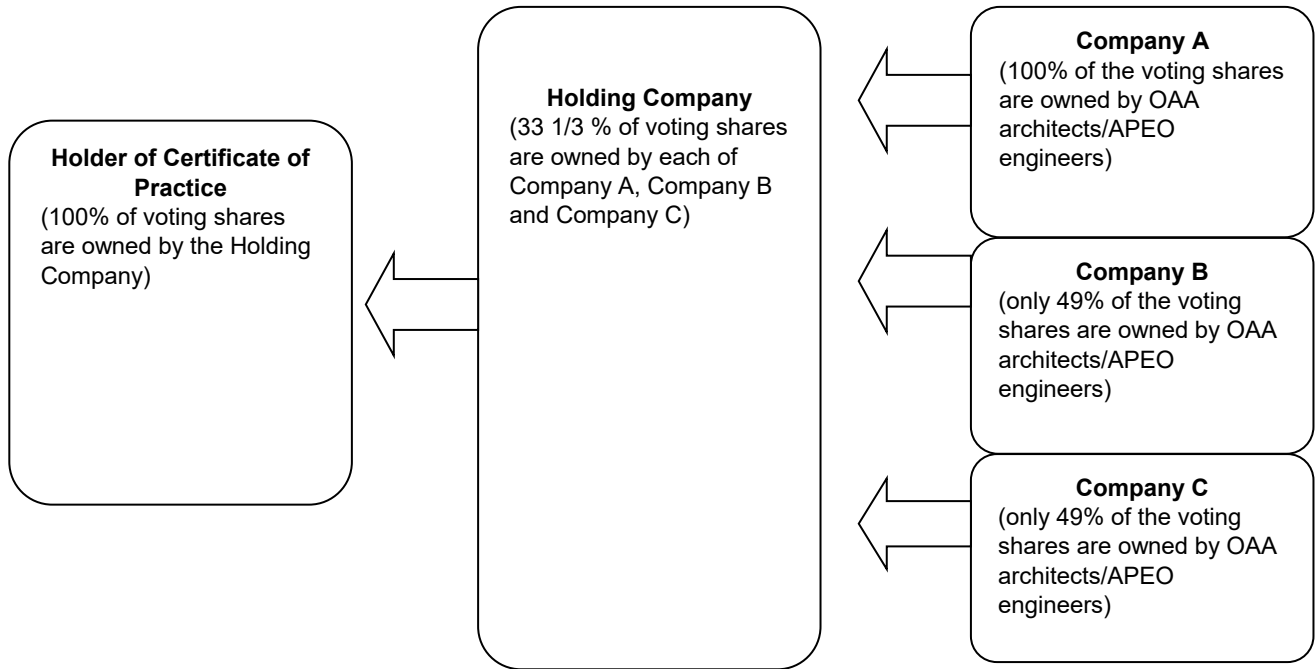 Holder of Certificate of
Practice
(100% of voting shares
are owned by the Holding
Company)
Holding Company
(33 1/3 % of voting shares
are owned by each of
Company A, Company B
and Company C)
Company A
(100% of the voting shares
are owned by OAA
architects/APEO
engineers)
Company B
(only 49% of the voting
shares are owned by OAA
architects/APEO
engineers)
Company C
(only 49% of the voting
shares are owned by OAA
architects/APEO
engineers)